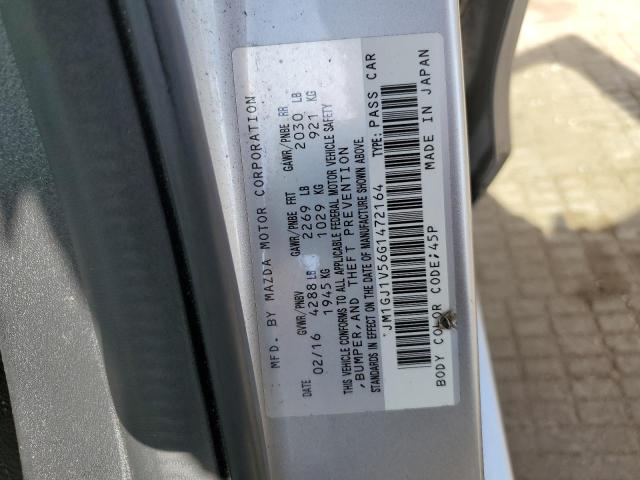 MFD. BY MAZDA MOTOR CORPORATION
DATE GVWR/PNBV GAWR/PNBE FRT GAWR/PNBE RR
02/16 4288 LB 2269 LB 2030 LB
1945 KG 1029 KG 921 KG
THIS VEHICLE CONFORMS TO ALL APPLICABLE FEDERAL MOTOR VEHICLE SAFETY
,BUMPER,AND THEFT PREVENTION
STANDARDS IN EFFECT ON THE DATE OF MANUFACTURE SHOWN ABOVE.
*JM1GJ1V56G1472164 TYPE: PASS CAR
BODY COLOR CODE;45P MADE IN JAPAN